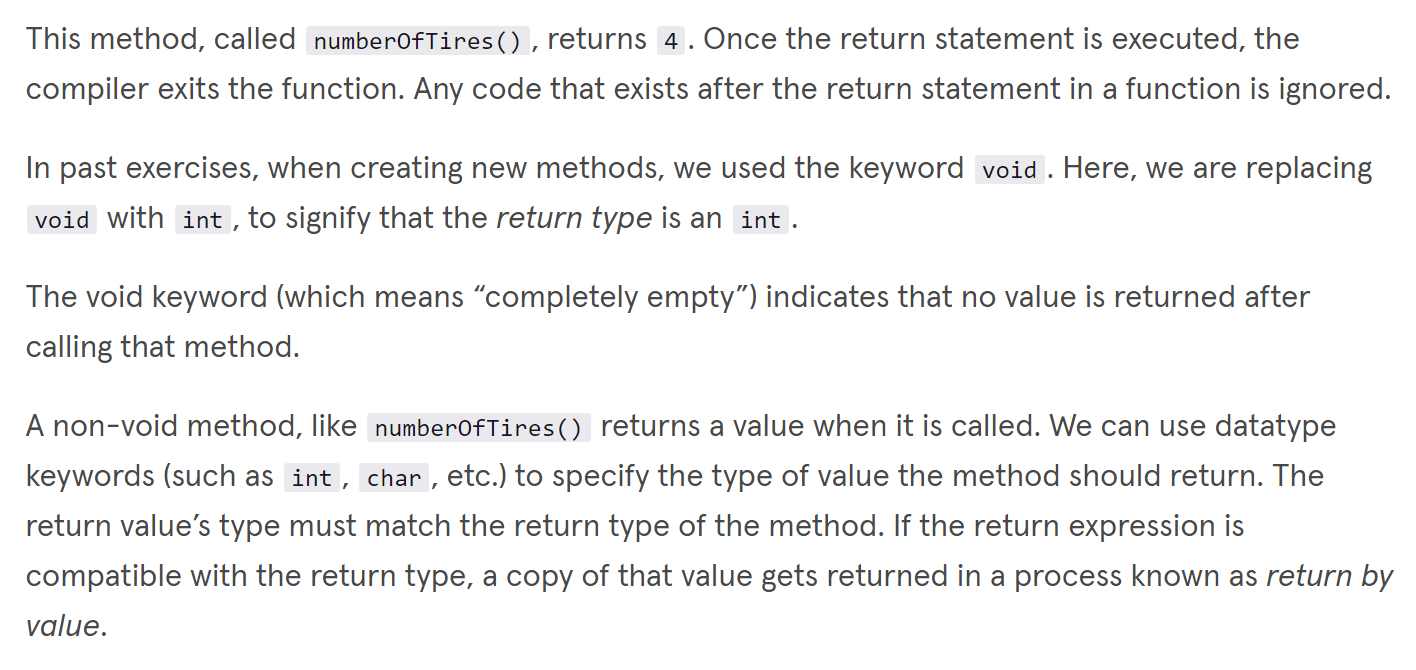 This method, called numberOfTires(), returns 4. Once the return statement is executed, the
compiler exits the function. Any code that exists after the return statement in a function is ignored.
In past exercises, when creating new methods, we used the keyword void. Here, we are replacing
void with int, to signify that the return type is an int.
The void keyword (which means “completely empty”) indicates that no value is returned after
calling that method.
A non-void method, like numberOfTires() returns a value when it is called. We can use datatype
keywords (such as int, char, etc.) to specify the type of value the method should return. The
return value’s type must match the return type of the method. If the return expression is
compatible with the return type, a copy of that value gets returned in a process known as return by
value.